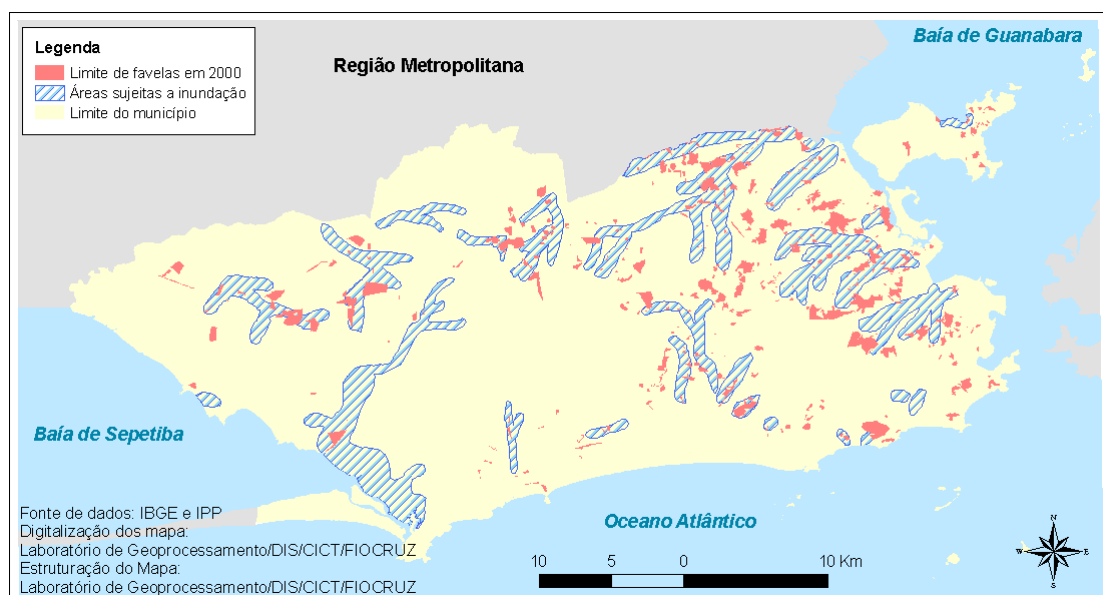 Legenda
Limite de favelas em 2000
Áreas sujeitas a inundação
Limite do município
Região Metropolitana
Baía de Guanabara
Baía de Sepetiba
Oceano Atlântico
Fonte de dados: IBGE e IPP
Digitalização dos mapa:
Laboratório de Geoprocessamento/DIS/CICT/FIOCRUZ
Estruturação do Mapa:
Laboratório de Geoprocessamento/DIS/CICT/FIOCRUZ
10 5 0 10 Km
N
W E
S